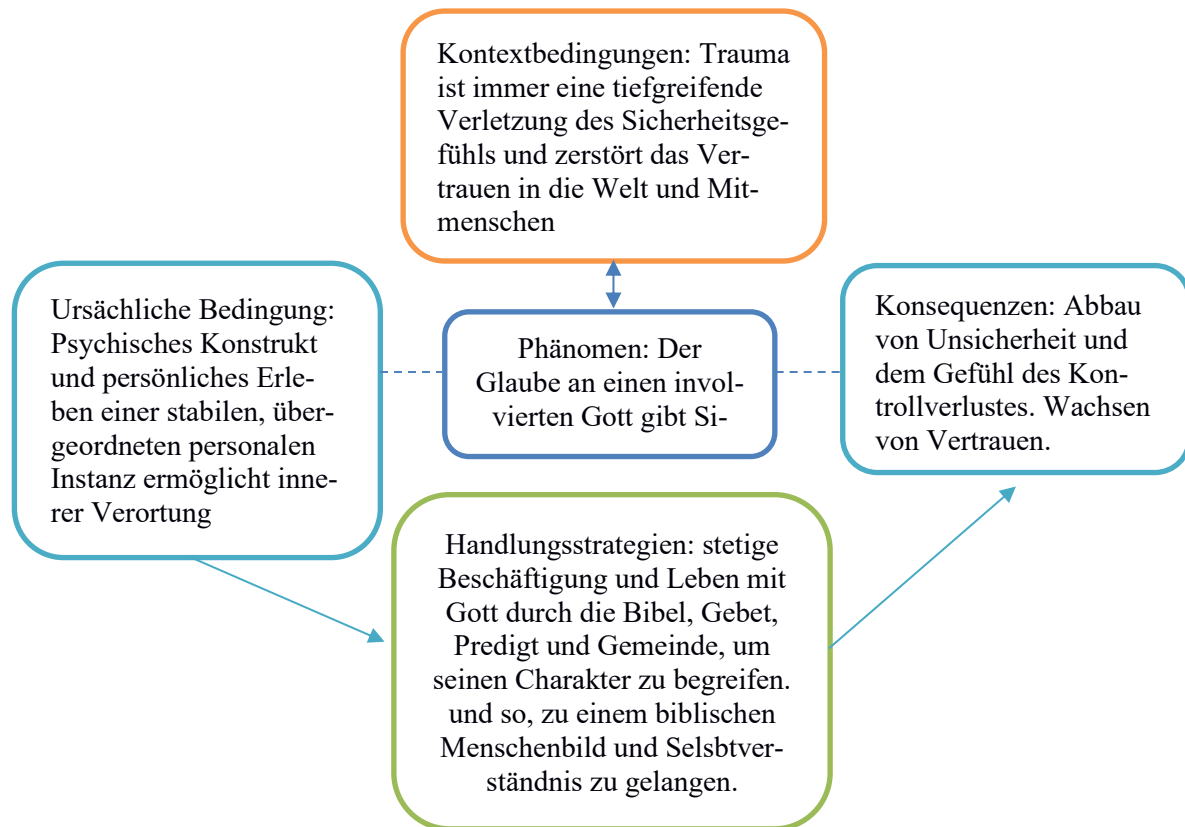 Kontextbedingungen: Trauma
ist immer eine tiefgreifende
Verletzung des Sicherheitsge-
fühls und zerstört das Ver-
trauen in die Welt und Mit-
menschen
Ursächliche Bedingung:
Psychisches Konstrukt
und persönliches Erle-
ben einer stabilen, über-
geordneten personalen
Instanz ermöglicht inne-
rer Verortung
Phänomen: Der
Glaube an einen invol-
vierten Gott gibt Si-
Konsequenzen: Abbau
von Unsicherheit und
dem Gefühl des Kon-
trollverlustes. Wachsen
von Vertrauen.
Handlungsstrategien: stetige
Beschäftigung und Leben mit
Gott durch die Bibel, Gebet,
Predigt und Gemeinde, um
seinen Charakter zu begreifen.
und so, zu einem biblischen
Menschenbild und Selsbtver-
ständnis zu gelangen.